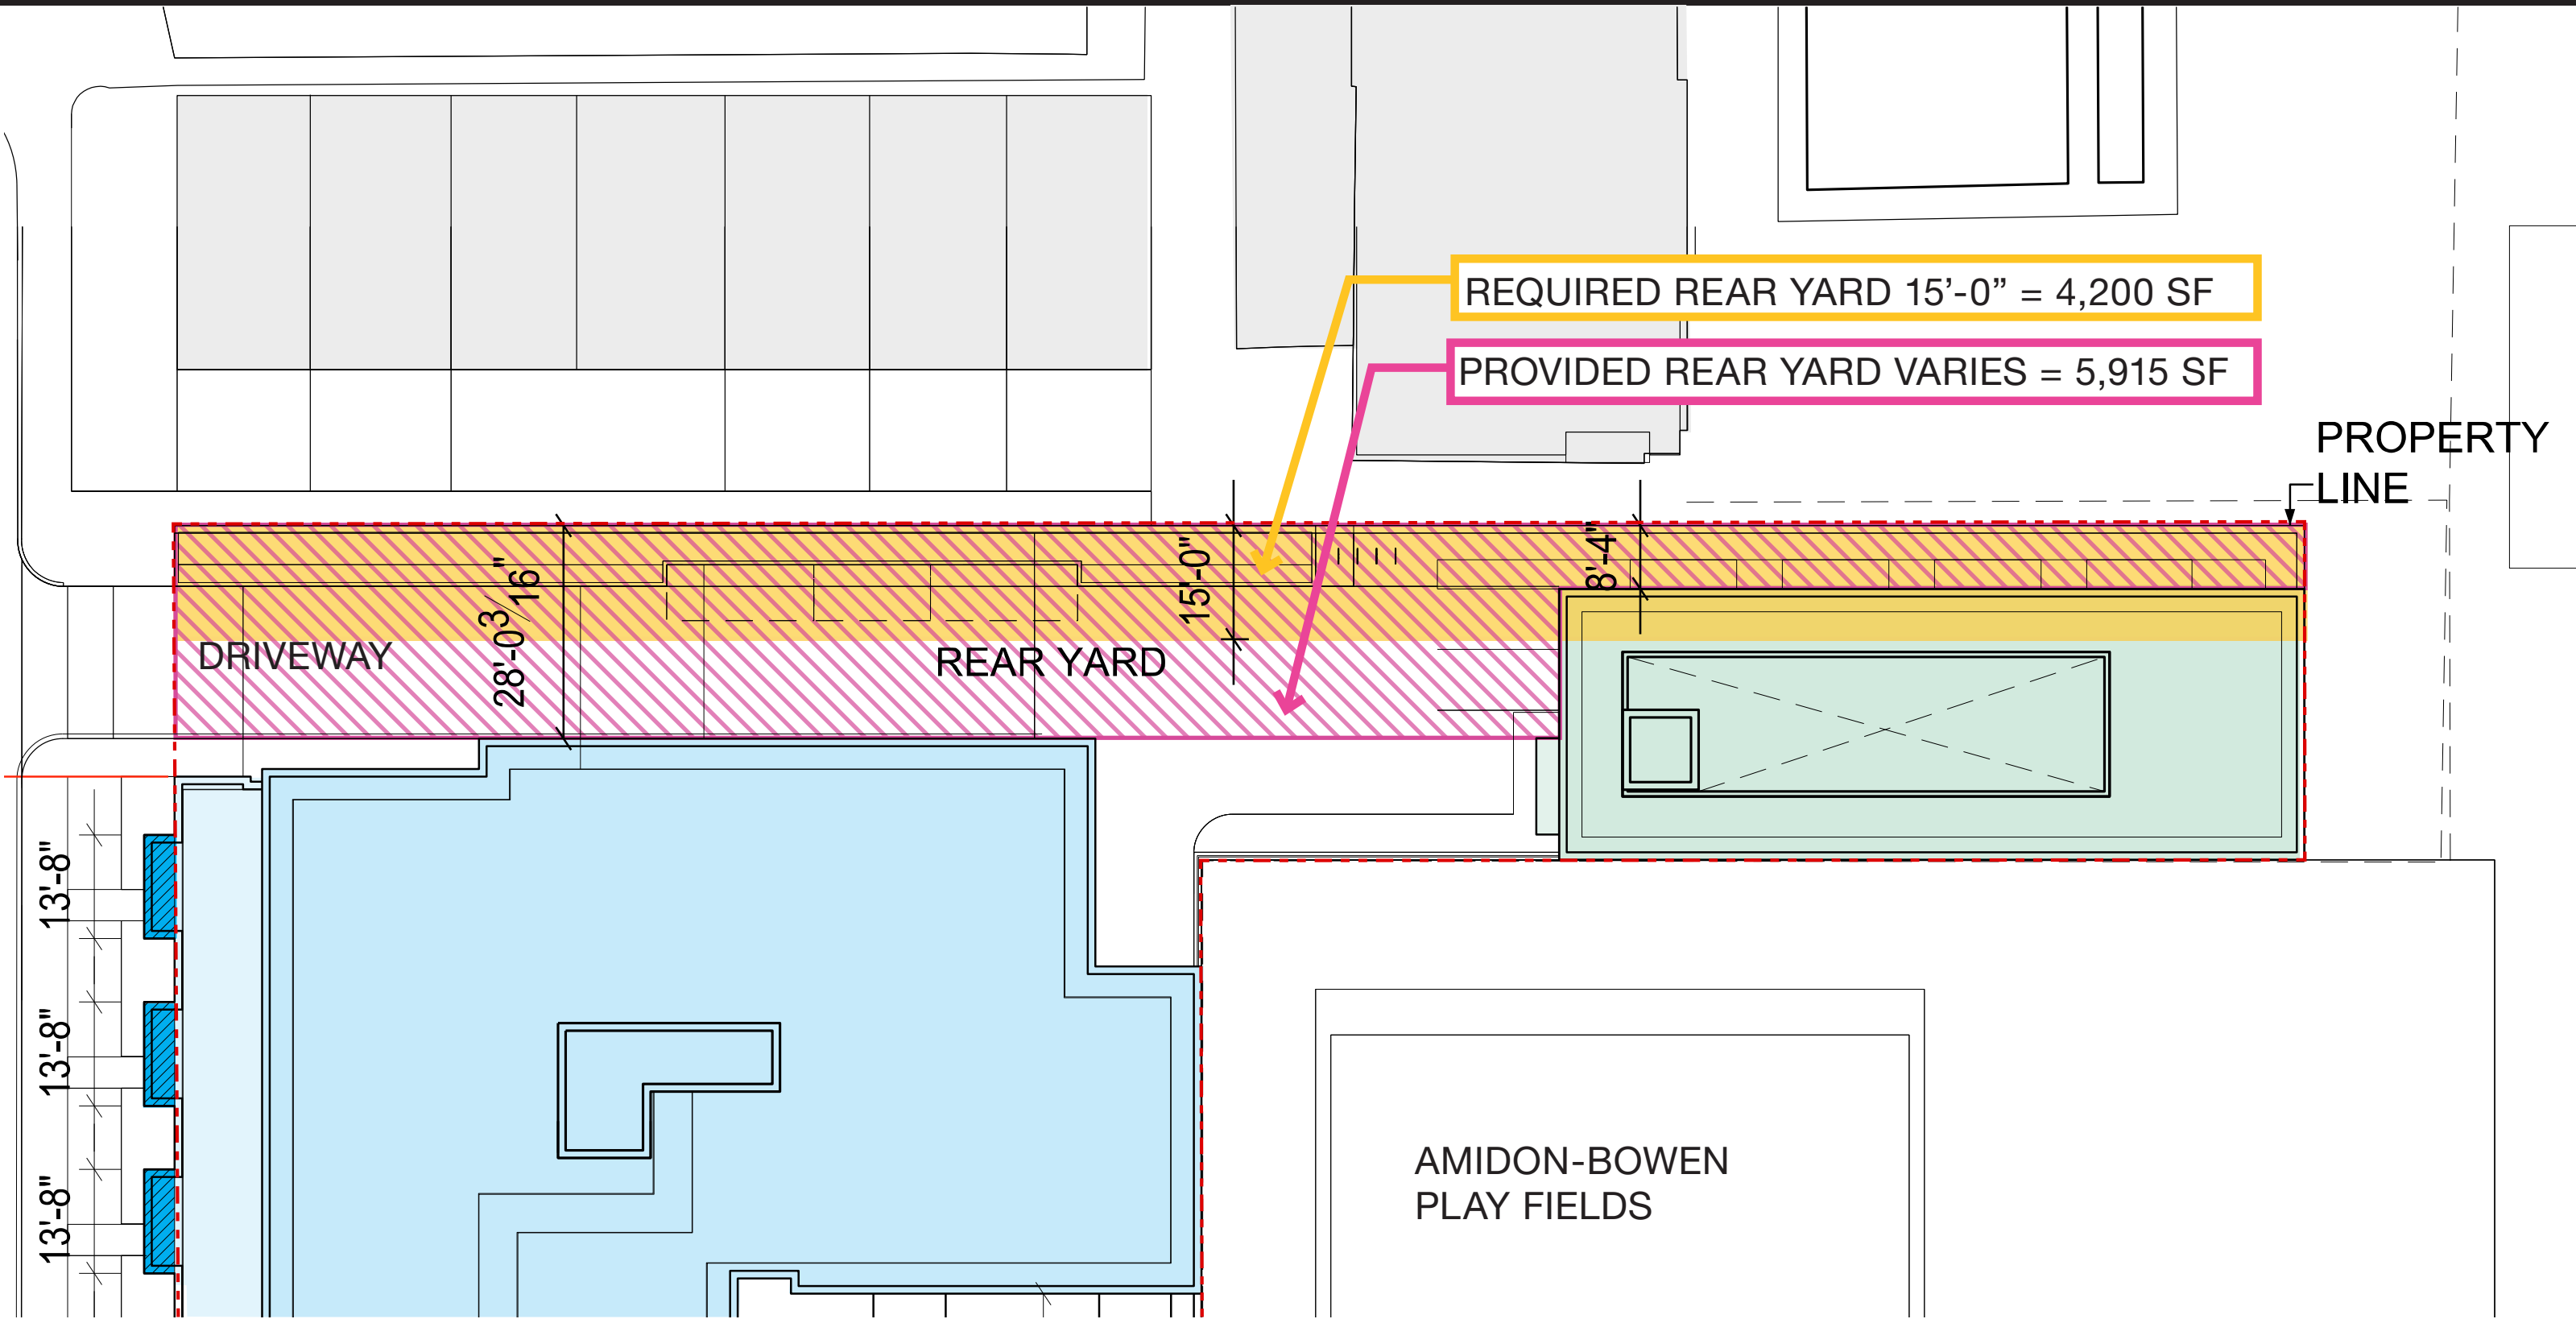 REQUIRED REAR YARD 15’-0” = 4,200 SF
PROVIDED REAR YARD VARIES = 5,915 SF
PROPERTY
LINE
28'-0 3/16"
15'-0"
8'-4"
DRIVEWAY
REAR YARD
13'-8"
13'-8"
13'-8"
AMIDON-BOWEN
PLAY FIELDS